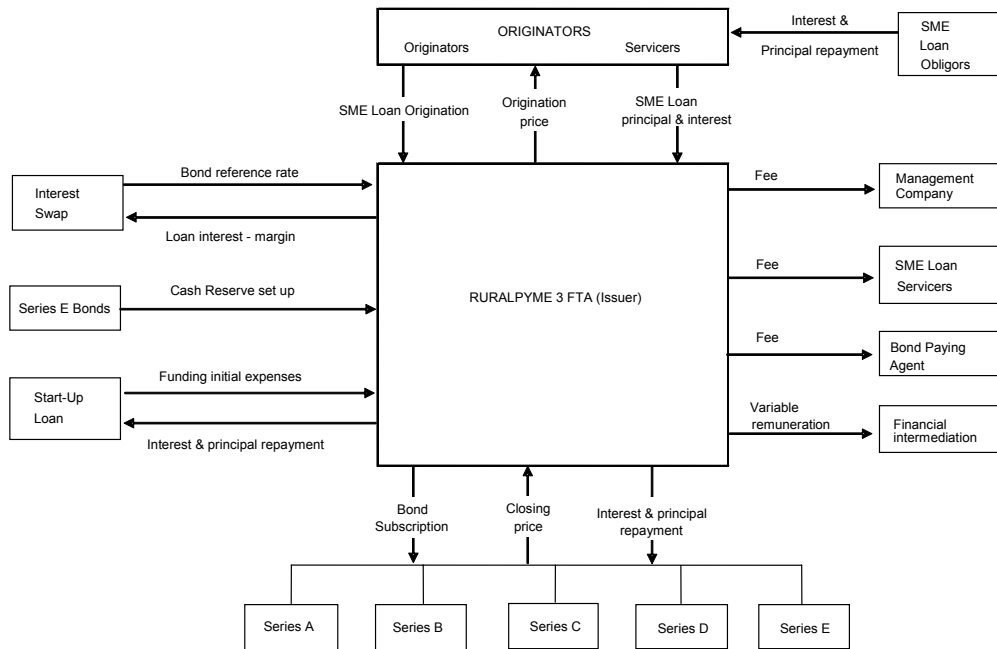 ORIGINATORS
Originators
Servicers
Interest &
Principal repayment
SME
Loan
Obligors
SME Loan Origination
Origination
price
SME Loan
principal & interest
Bond reference rate
Interest
Swap
Loan interest - margin
Series E Bonds
Cash Reserve set up
Funding initial expenses
Start-Up
Loan
Interest & principal repayment
RURALPYME 3 FTA (Issuer)
Fee
Management
Company
Fee
SME Loan
Servicers
Fee
Bond Paying
Agent
Variable
remuneration
Financial
intermediation
Bond
Subscription
Closing
price
Interest & principal
repayment
Series A
Series B
Series C
Series D
Series E